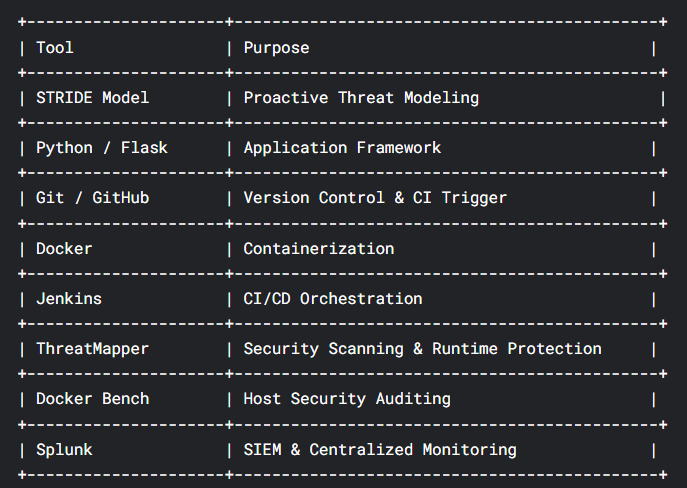 +---------------------+---------------------------------------------+
| Tool                | Purpose                                     |
+---------------------+---------------------------------------------+
| STRIDE Model        | Proactive Threat Modeling                    |
+---------------------+---------------------------------------------+
| Python / Flask      | Application Framework                       |
+---------------------+---------------------------------------------+
| Git / GitHub        | Version Control & CI Trigger                |
+---------------------+---------------------------------------------+
| Docker              | Containerization                            |
+---------------------+---------------------------------------------+
| Jenkins             | CI/CD Orchestration                         |
+---------------------+---------------------------------------------+
| ThreatMapper        | Security Scanning & Runtime Protection      |
+---------------------+---------------------------------------------+
| Docker Bench        | Host Security Auditing                      |
+---------------------+---------------------------------------------+
| Splunk              | SIEM & Centralized Monitoring               |
+---------------------+---------------------------------------------+